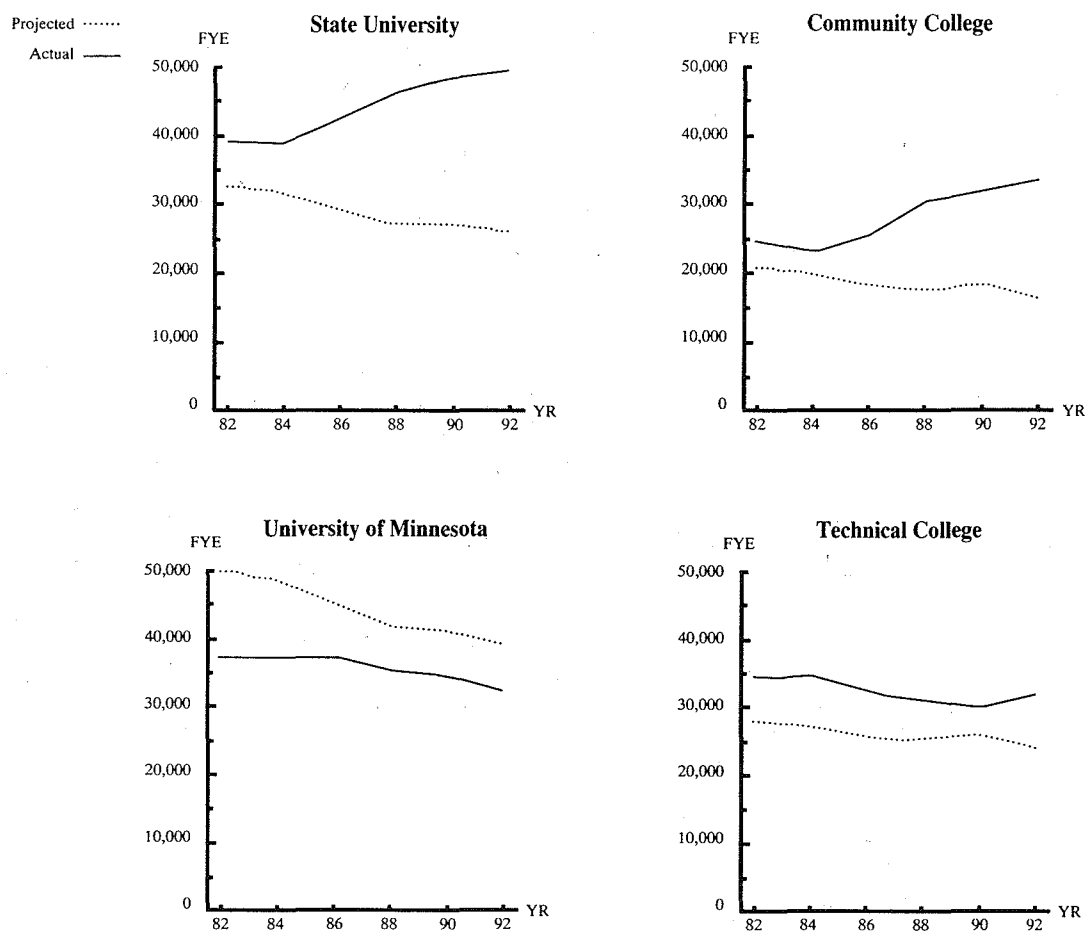 Projected ........
Actual ——
State University
FYE
50,000
40,000
30,000
20,000
10,000
0
82 84 86 88 90 92 YR
Community College
FYE
50,000
40,000
30,000
20,000
10,000
0
82 84 86 88 90 92 YR
University of Minnesota
FYE
50,000
40,000
30,000
20,000
10,000
0
82 84 86 88 90 92 YR
Technical College
FYE
50,000
40,000
30,000
20,000
10,000
0
82 84 86 88 90 92 YR